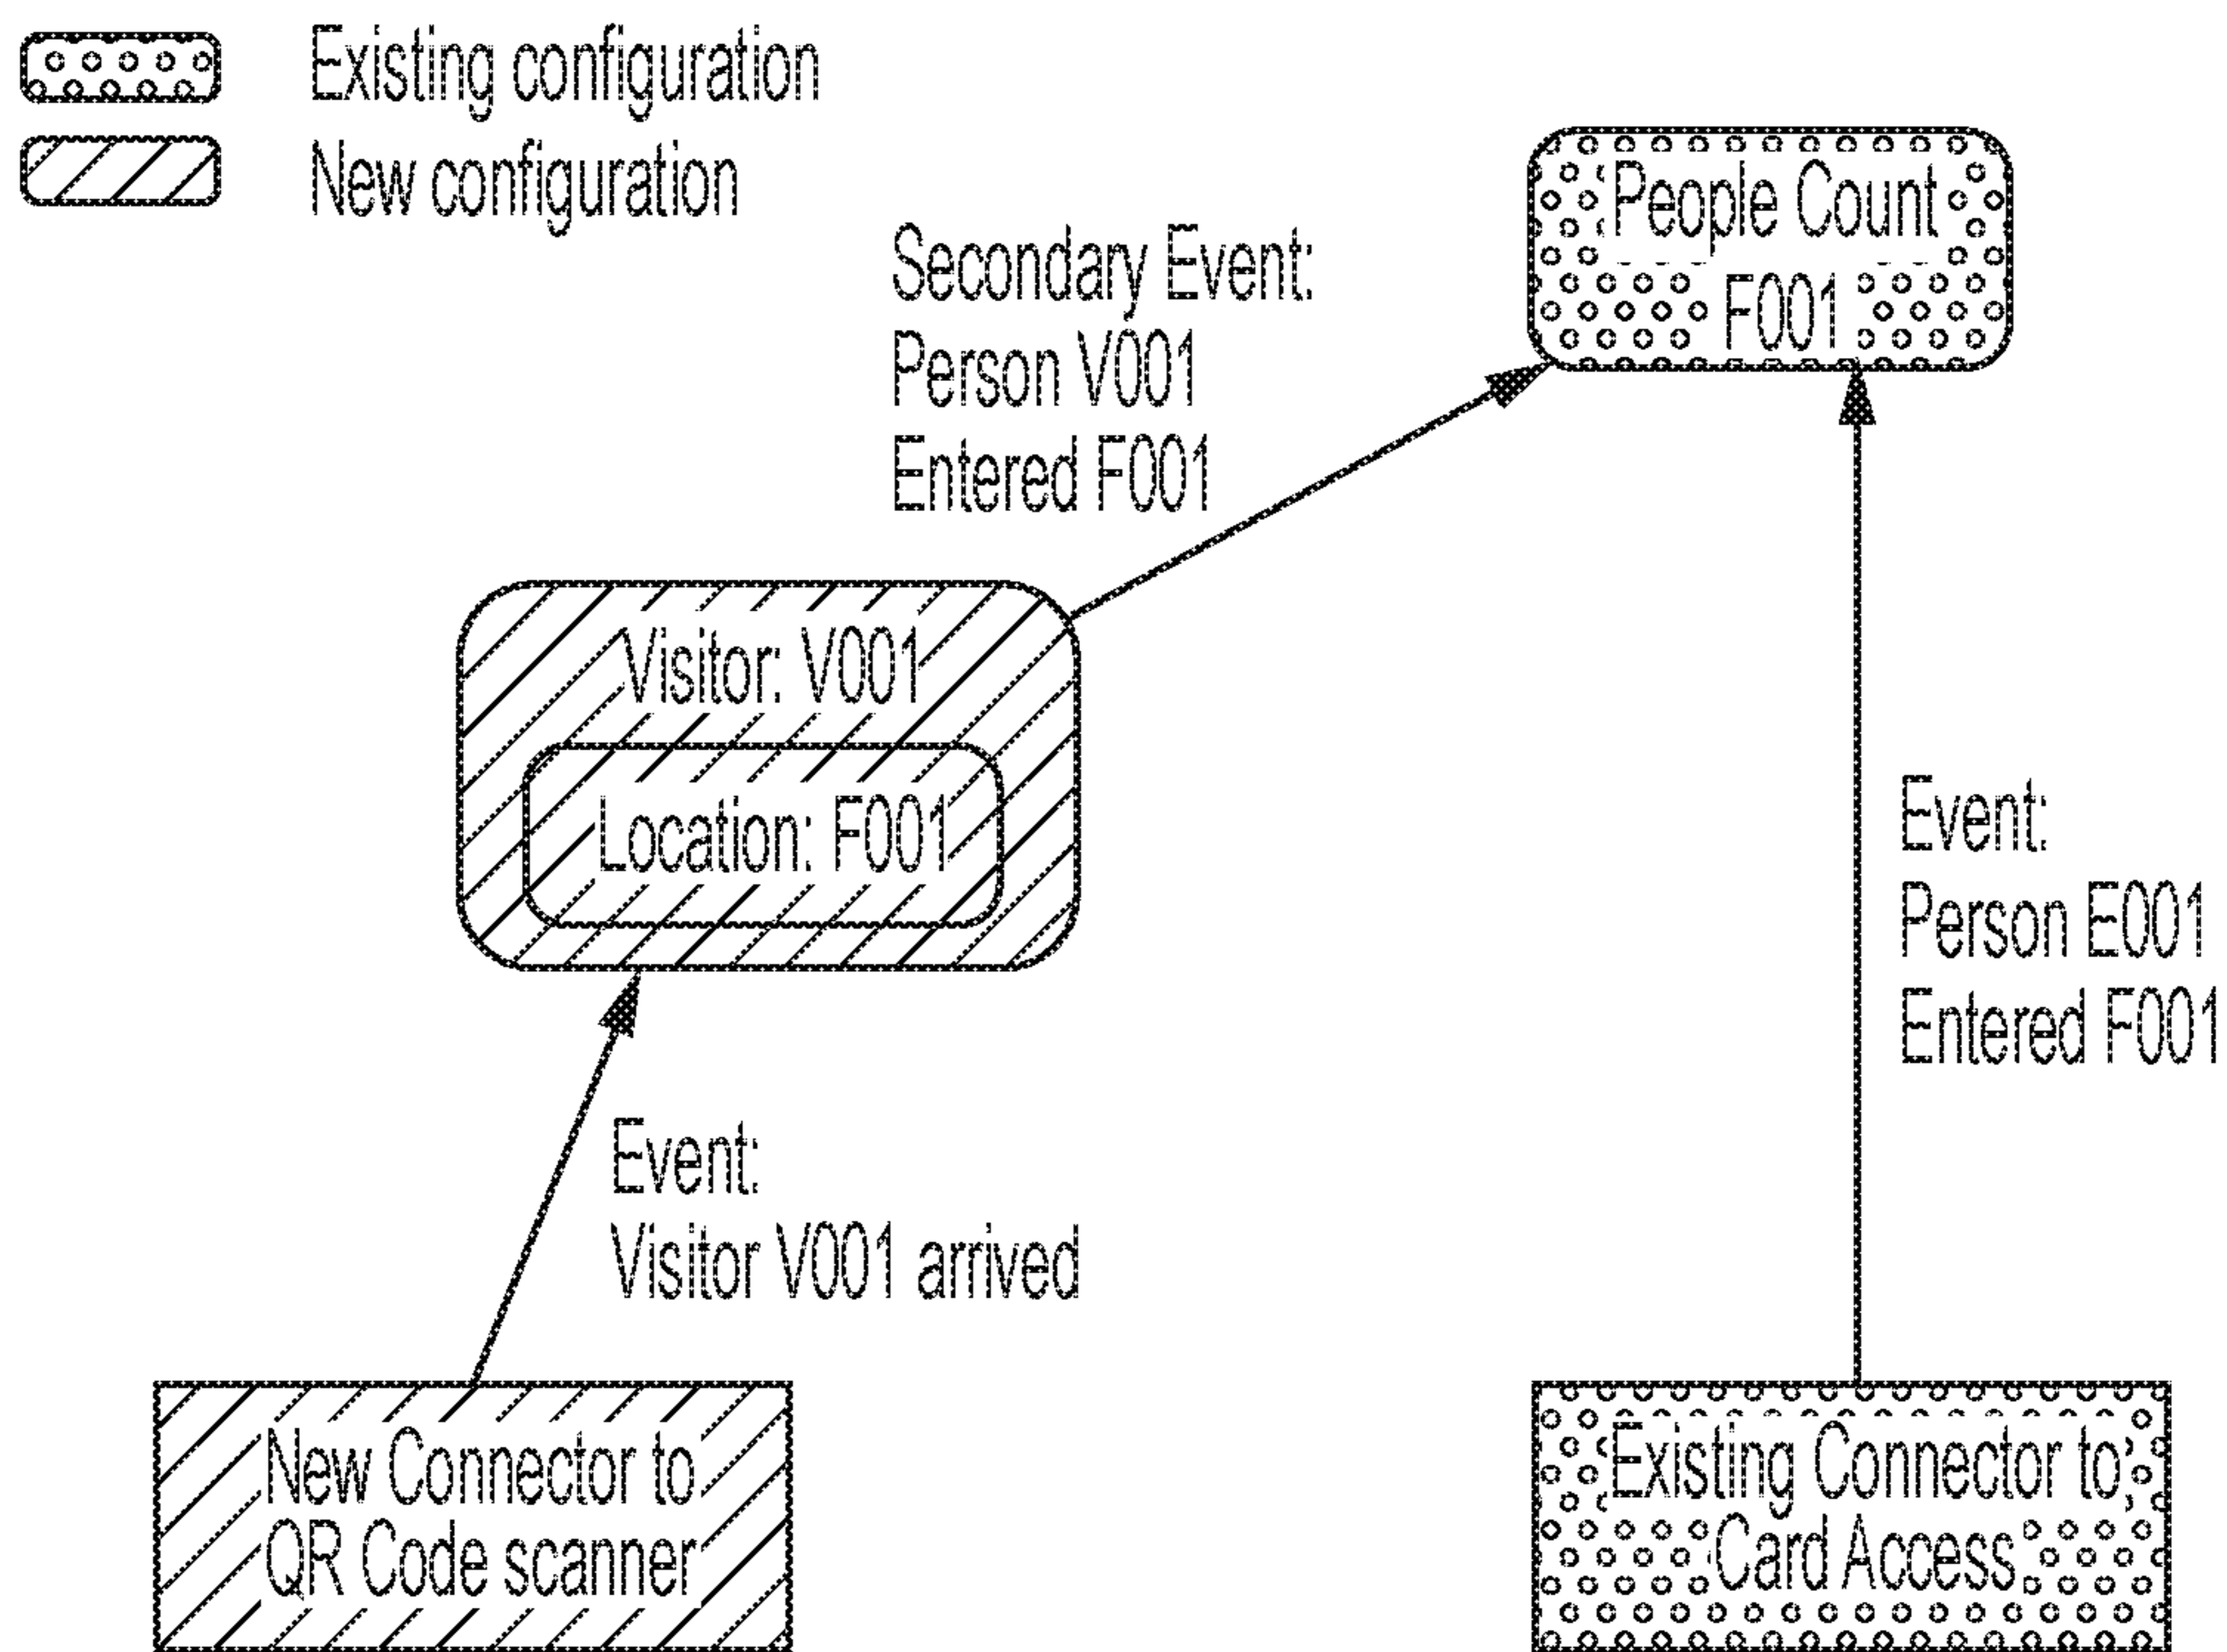 Existing configuration
New configuration
People Count
F001
Secondary Event:
Person V001
Entered F001
Visitor: V001
Location: F001
Event:
Person E001
Entered F001
Event:
Visitor V001 arrived
New Connector to
QR Code scanner
Existing Connector to
Card Access